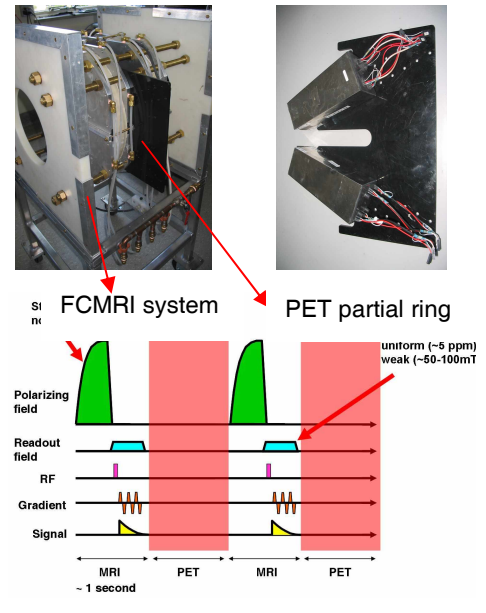 FCMRI system
PET partial ring
uniform (~5 ppm)
weak (~50-100mT
Polarizing
field
Readout
field
RF
Gradient
Signal
MRI
PET
MRI
PET
~ 1 second